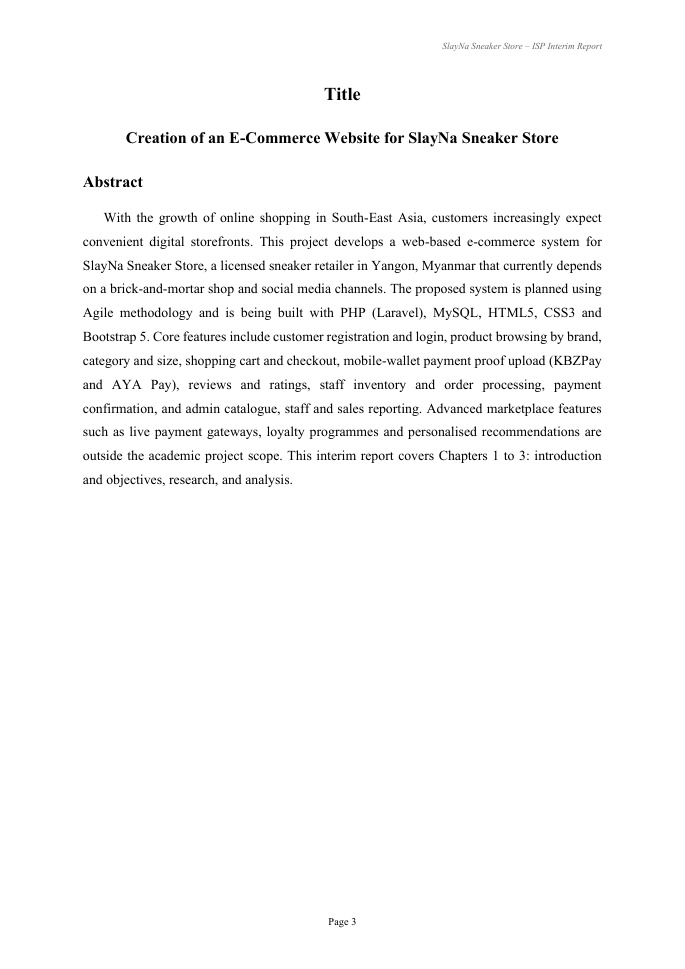 SlayNa Sneaker Store – ISP Interim Report
Title
Creation of an E-Commerce Website for SlayNa Sneaker Store
Abstract
With the growth of online shopping in South-East Asia, customers increasingly expect
convenient digital storefronts. This project develops a web-based e-commerce system for
SlayNa Sneaker Store, a licensed sneaker retailer in Yangon, Myanmar that currently depends
on a brick-and-mortar shop and social media channels. The proposed system is planned using
Agile methodology and is being built with PHP (Laravel), MySQL, HTML5, CSS3 and
Bootstrap 5. Core features include customer registration and login, product browsing by brand,
category and size, shopping cart and checkout, mobile-wallet payment proof upload (KBZPay
and AYA Pay), reviews and ratings, staff inventory and order processing, payment
confirmation, and admin catalogue, staff and sales reporting. Advanced marketplace features
such as live payment gateways, loyalty programmes and personalised recommendations are
outside the academic project scope. This interim report covers Chapters 1 to 3: introduction
and objectives, research, and analysis.
Page 3